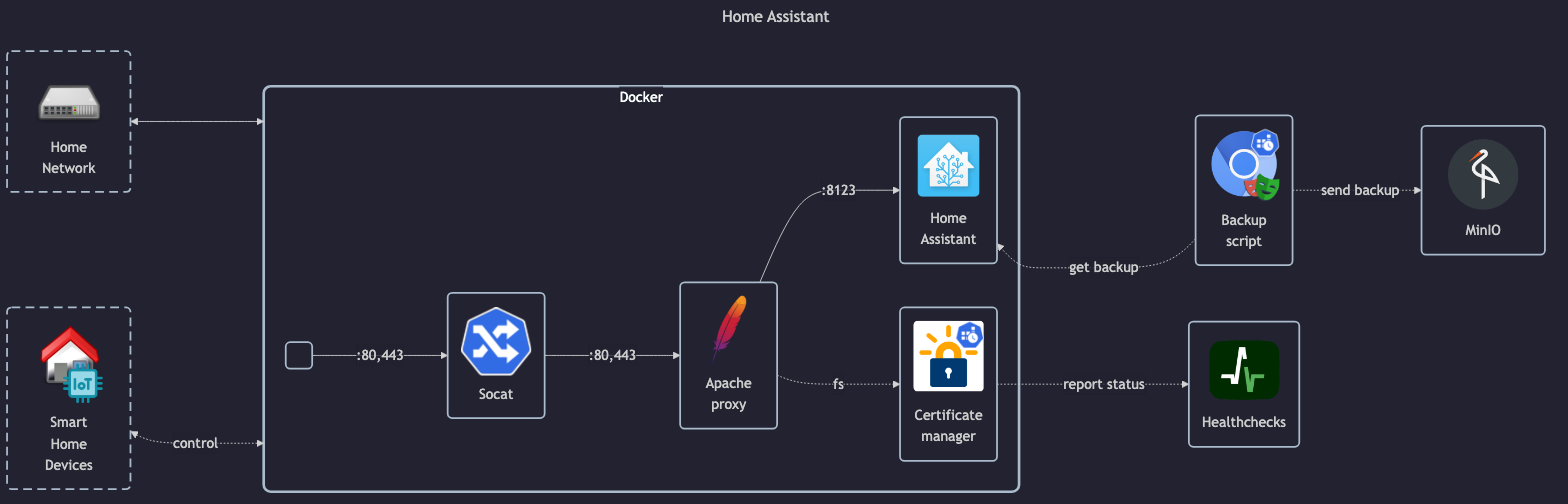 Home Assistant
Home
Network
Docker
Home
Assistant
:8123
Backup
script
send backup
MinIO
get backup
Smart
Home
Devices
IoT
control
:80,443
Socat
:80,443
Apache
proxy
fs
Certificate
manager
report status
Healthchecks